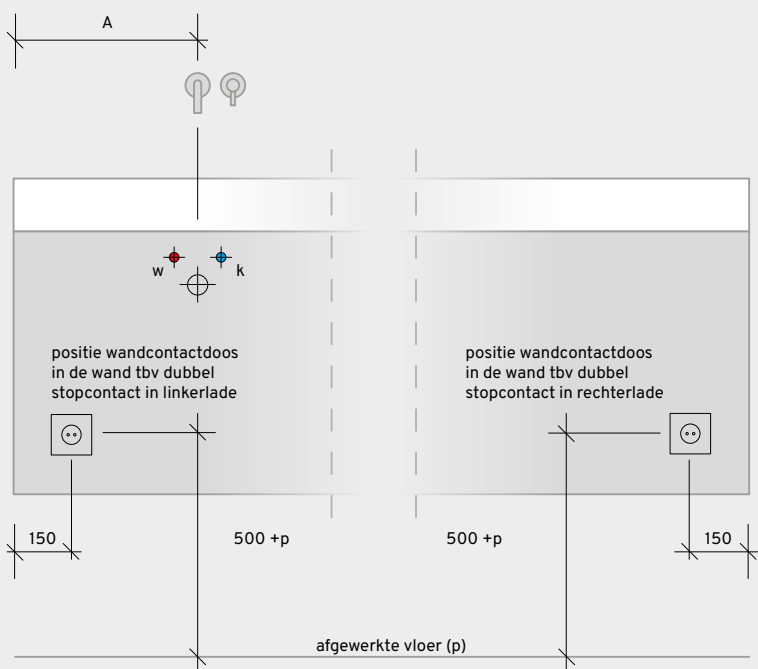 A
w
k
positie wandcontactdoos
in de wand tbv dubbel
stopcontact in linkerlade
positie wandcontactdoos
in de wand tbv dubbel
stopcontact in rechterlade
150
500 +p
500 +p
150
afgewerkte vloer (p)